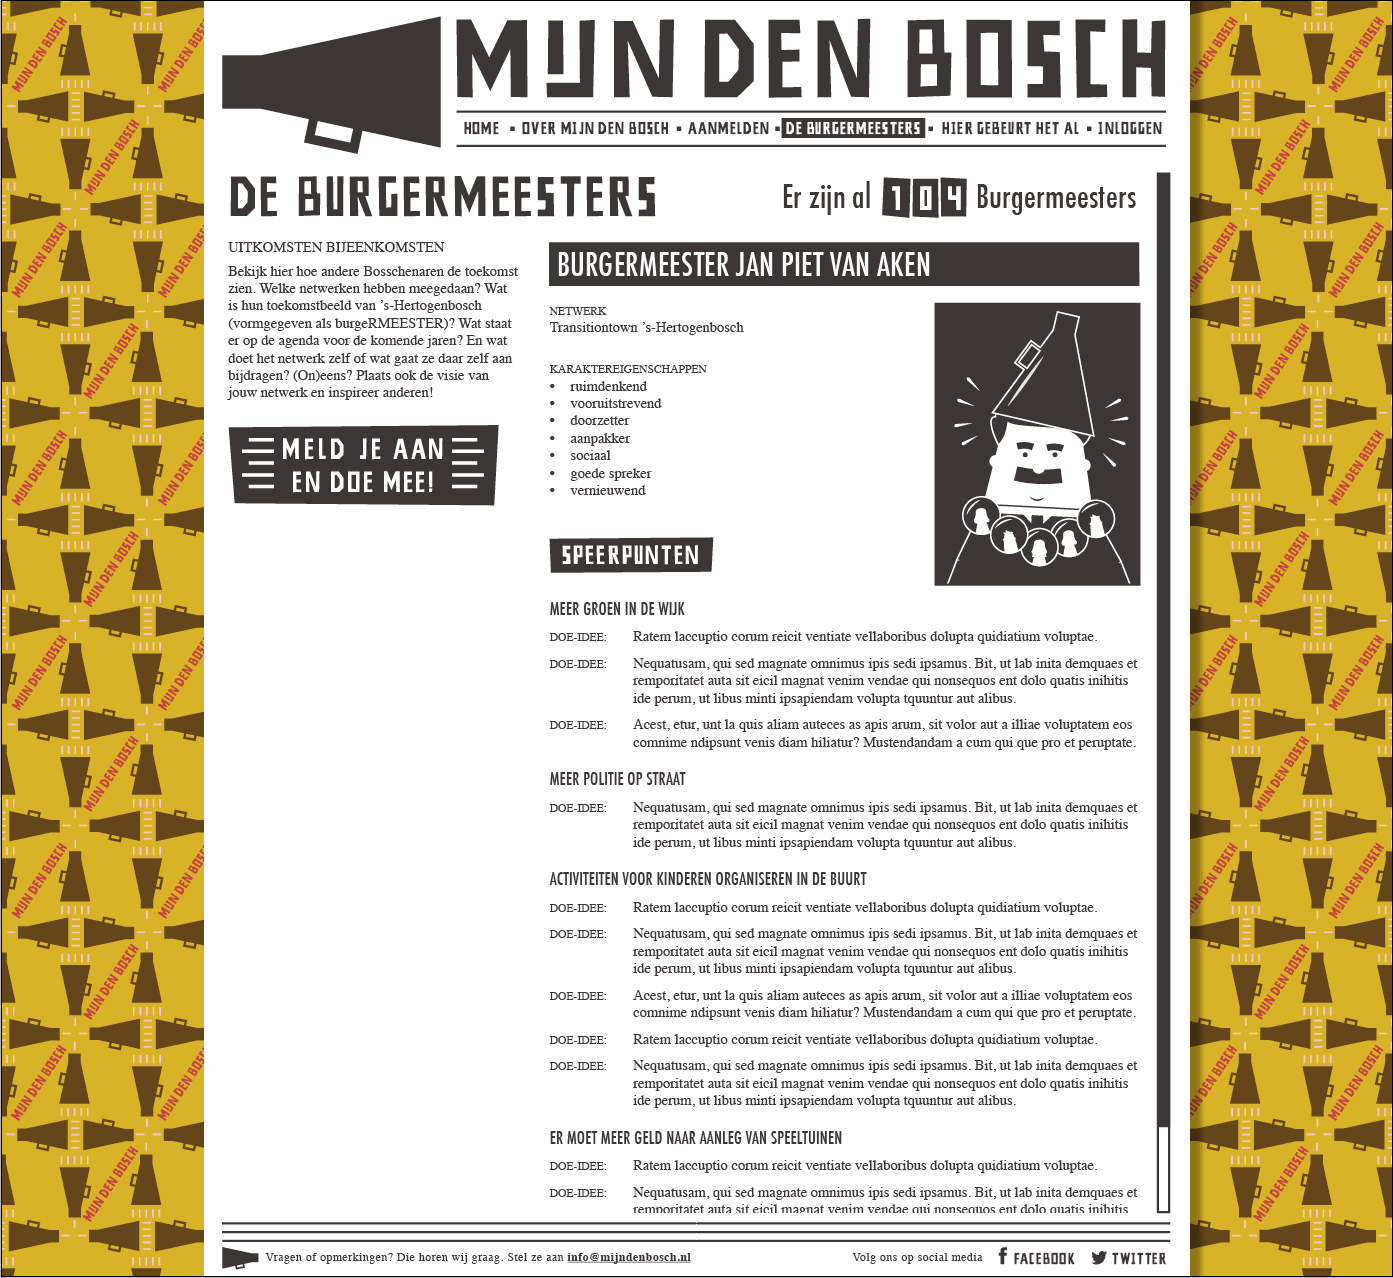 MIJN DEN BOSCH
HOME ▪ OVER MIJN DEN BOSCH ▪ AANMELDEN ▪ DE BURGERMEESTERS ▪ HIER GEBEURT HET AL ▪ INLOGGEN
DE BURGERMEESTERS
Er zijn al 104 Burgermeesters
UITKOMSTEN BIJEENKOMSTEN
Bekijk hier hoe andere Bosschenaren de toekomst
zien. Welke netwerken hebben meegedaan? Wat
is hun toekomstbeeld van ’s-Hertogenbosch
(vormgegeven als burgeRMEESTER)? Wat staat
er op de agenda voor de komende jaren? En wat
doet het netwerk zelf of wat gaat ze daar zelf aan
bijdragen? (On)eens? Plaats ook de visie van
jouw netwerk en inspireer anderen!
MELD JE AAN
EN DOE MEE!
BURGERMEESTER JAN PIET VAN AKEN
NETWERK
Transitiontown ’s-Hertogenbosch
KARAKTEREIGENSCHAPPEN
• ruimdenkend
• vooruitstrevend
• doorzetter
• aanpakker
• sociaal
• goede spreker
• vernieuwend
SPEERPUNTEN
MEER GROEN IN DE WIJK
DOE-IDEE: Ratem laccuptio corum reicit ventiate vellaboribus dolupta quidiatium voluptae.
DOE-IDEE: Nequatusam, qui sed magnate omnimus ipis sedi ipsamus. Bit, ut lab inita demquaes et
remporitatet auta sit eicil magnat venim vendae qui nonsequos ent dolo quatis inihitis
ide perum, ut libus minti ipsapiendam volupta tquuntur aut alibus.
DOE-IDEE: Acest, etur, unt la quis aliam auteces as apis arum, sit volor aut a illiae voluptatem eos
comnime ndipsunt venis diam hiliatur? Mustendandam a cum qui que pro et peruptate.
MEER POLITIE OP STRAAT
DOE-IDEE: Nequatusam, qui sed magnate omnimus ipis sedi ipsamus. Bit, ut lab inita demquaes et
remporitatet auta sit eicil magnat venim vendae qui nonsequos ent dolo quatis inihitis
ide perum, ut libus minti ipsapiendam volupta tquuntur aut alibus.
ACTIVITEITEN VOOR KINDEREN ORGANISEREN IN DE BUURT
DOE-IDEE: Ratem laccuptio corum reicit ventiate vellaboribus dolupta quidiatium voluptae.
DOE-IDEE: Nequatusam, qui sed magnate omnimus ipis sedi ipsamus. Bit, ut lab inita demquaes et
remporitatet auta sit eicil magnat venim vendae qui nonsequos ent dolo quatis inihitis
ide perum, ut libus minti ipsapiendam volupta tquuntur aut alibus.
DOE-IDEE: Acest, etur, unt la quis aliam auteces as apis arum, sit volor aut a illiae voluptatem eos
comnime ndipsunt venis diam hiliatur? Mustendandam a cum qui que pro et peruptate.
DOE-IDEE: Ratem laccuptio corum reicit ventiate vellaboribus dolupta quidiatium voluptae.
DOE-IDEE: Nequatusam, qui sed magnate omnimus ipis sedi ipsamus. Bit, ut lab inita demquaes et
remporitatet auta sit eicil magnat venim vendae qui nonsequos ent dolo quatis inihitis
ide perum, ut libus minti ipsapiendam volupta tquuntur aut alibus.
ER MOET MEER GELD NAAR AANLEG VAN SPEELTUINEN
DOE-IDEE: Ratem laccuptio corum reicit ventiate vellaboribus dolupta quidiatium voluptae.
DOE-IDEE: Nequatusam, qui sed magnate omnimus ipis sedi ipsamus. Bit, ut lab inita demquaes et
remporitatet auta sit eicil magnat venim vendae qui nonsequos ent dolo quatis inihitis
Vragen of opmerkingen? Die horen wij graag. Stel ze aan info@mijndenbosch.nl
Volg ons op social media FACEBOOK TWITTER